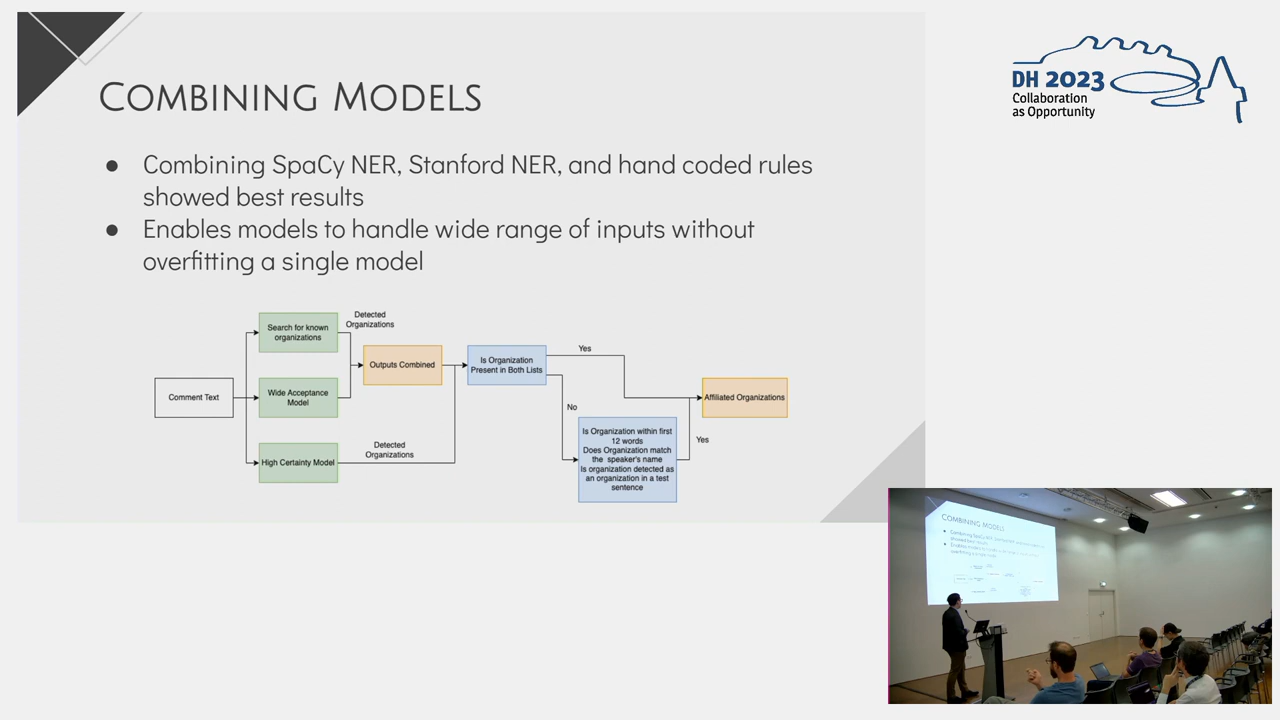 COMBINING MODELS
● Combining SpaCy NER, Stanford NER, and hand coded rules
showed best results
● Enables models to handle wide range of inputs without
overfitting a single model
Comment Text
Search for known
organizations
Wide Acceptance
Model
High Certainty Model
Detected
Organizations
Outputs Combined
Detected
Organizations
Is Organization
Present in Both Lists
Yes
No
Is Organization within first
12 words
Does Organization match
the speaker's name
Is organization detected as
an organization in a test
sentence
Yes
Affiliated Organizations
DH 2023
Collaboration
as Opportunity
COMBINING MODELS